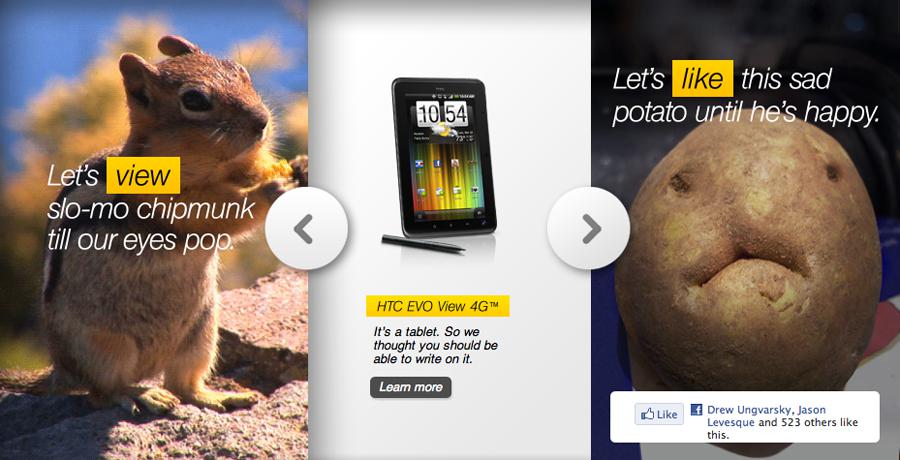 Let's view
slo-mo chipmunk
till our eyes pop.
10 54
HTC EVO View 4G™
It's a tablet. So we
thought you should be
able to write on it.
Learn more
Let's like this sad
potato until he's happy.
Like
Drew Ungvarsky, Jason
Levesque and 523 others like
this.